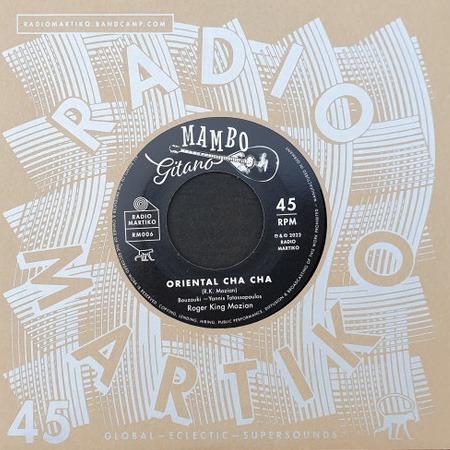 RADIOMARTIKO.BANDCAMP.COM
RADIO
MAMBO
Gitano
RADIO
MARTIKO
RM006
45
RPM
℗ & © 2022
RADIO
MARTIKO
ORIENTAL CHA CHA
(R.K. Mozian)
Bouzouki – Yannis Tatassopoulos
Roger King Mozian
MARTIKO
45
GLOBAL – ECLECTIC – SUPERSOUNDS